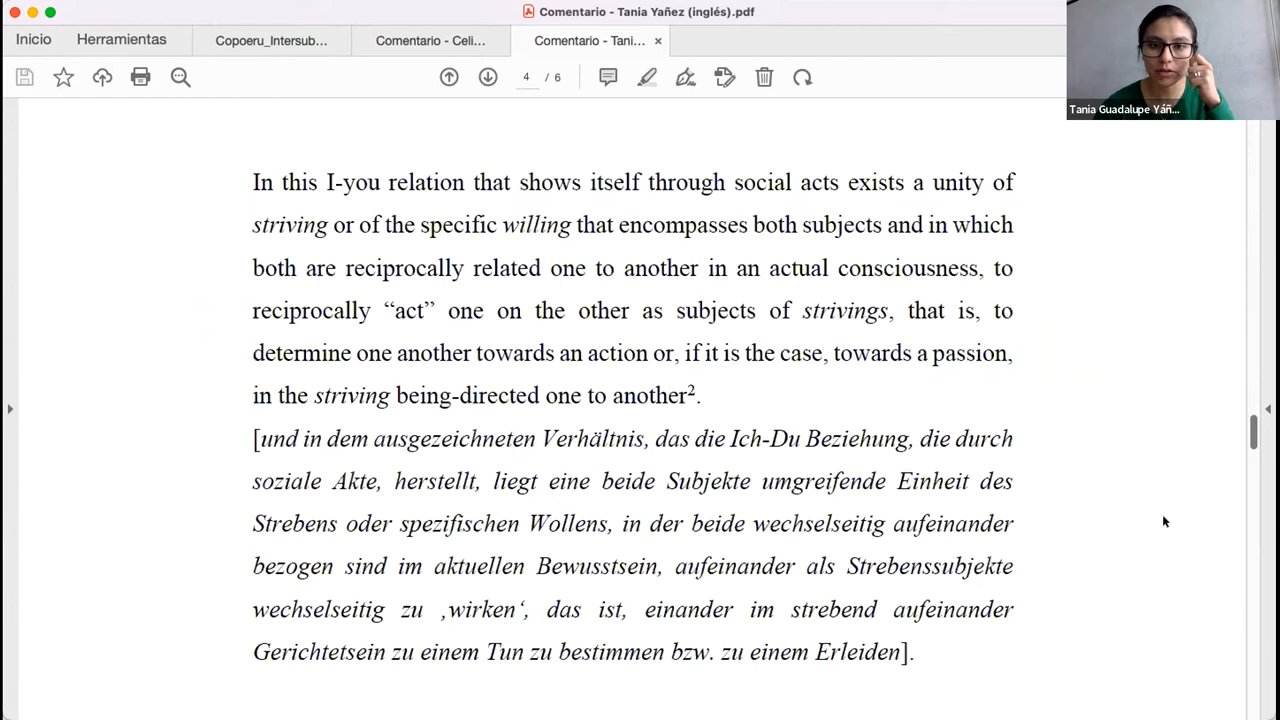 Comentario - Tania Yañez (inglés).pdf
Inicio Herramientas Copoeru_Intersub... Comentario - Celi... Comentario - Tani... ×
4 / 6
Tania Guadalupe Yáñ...
In this I-you relation that shows itself through social acts exists a unity of
striving or of the specific willing that encompasses both subjects and in which
both are reciprocally related one to another in an actual consciousness, to
reciprocally “act” one on the other as subjects of strivings, that is, to
determine one another towards an action or, if it is the case, towards a passion,
in the striving being-directed one to another².
[und in dem ausgezeichneten Verhältnis, das die Ich-Du Beziehung, die durch
soziale Akte, herstellt, liegt eine beide Subjekte umgreifende Einheit des
Strebens oder spezifischen Wollens, in der beide wechselseitig aufeinander
bezogen sind im aktuellen Bewusstsein, aufeinander als Strebenssubjekte
wechselseitig zu ‚wirken‘, das ist, einander im strebend aufeinander
Gerichtetsein zu einem Tun zu bestimmen bzw. zu einem Erleiden].